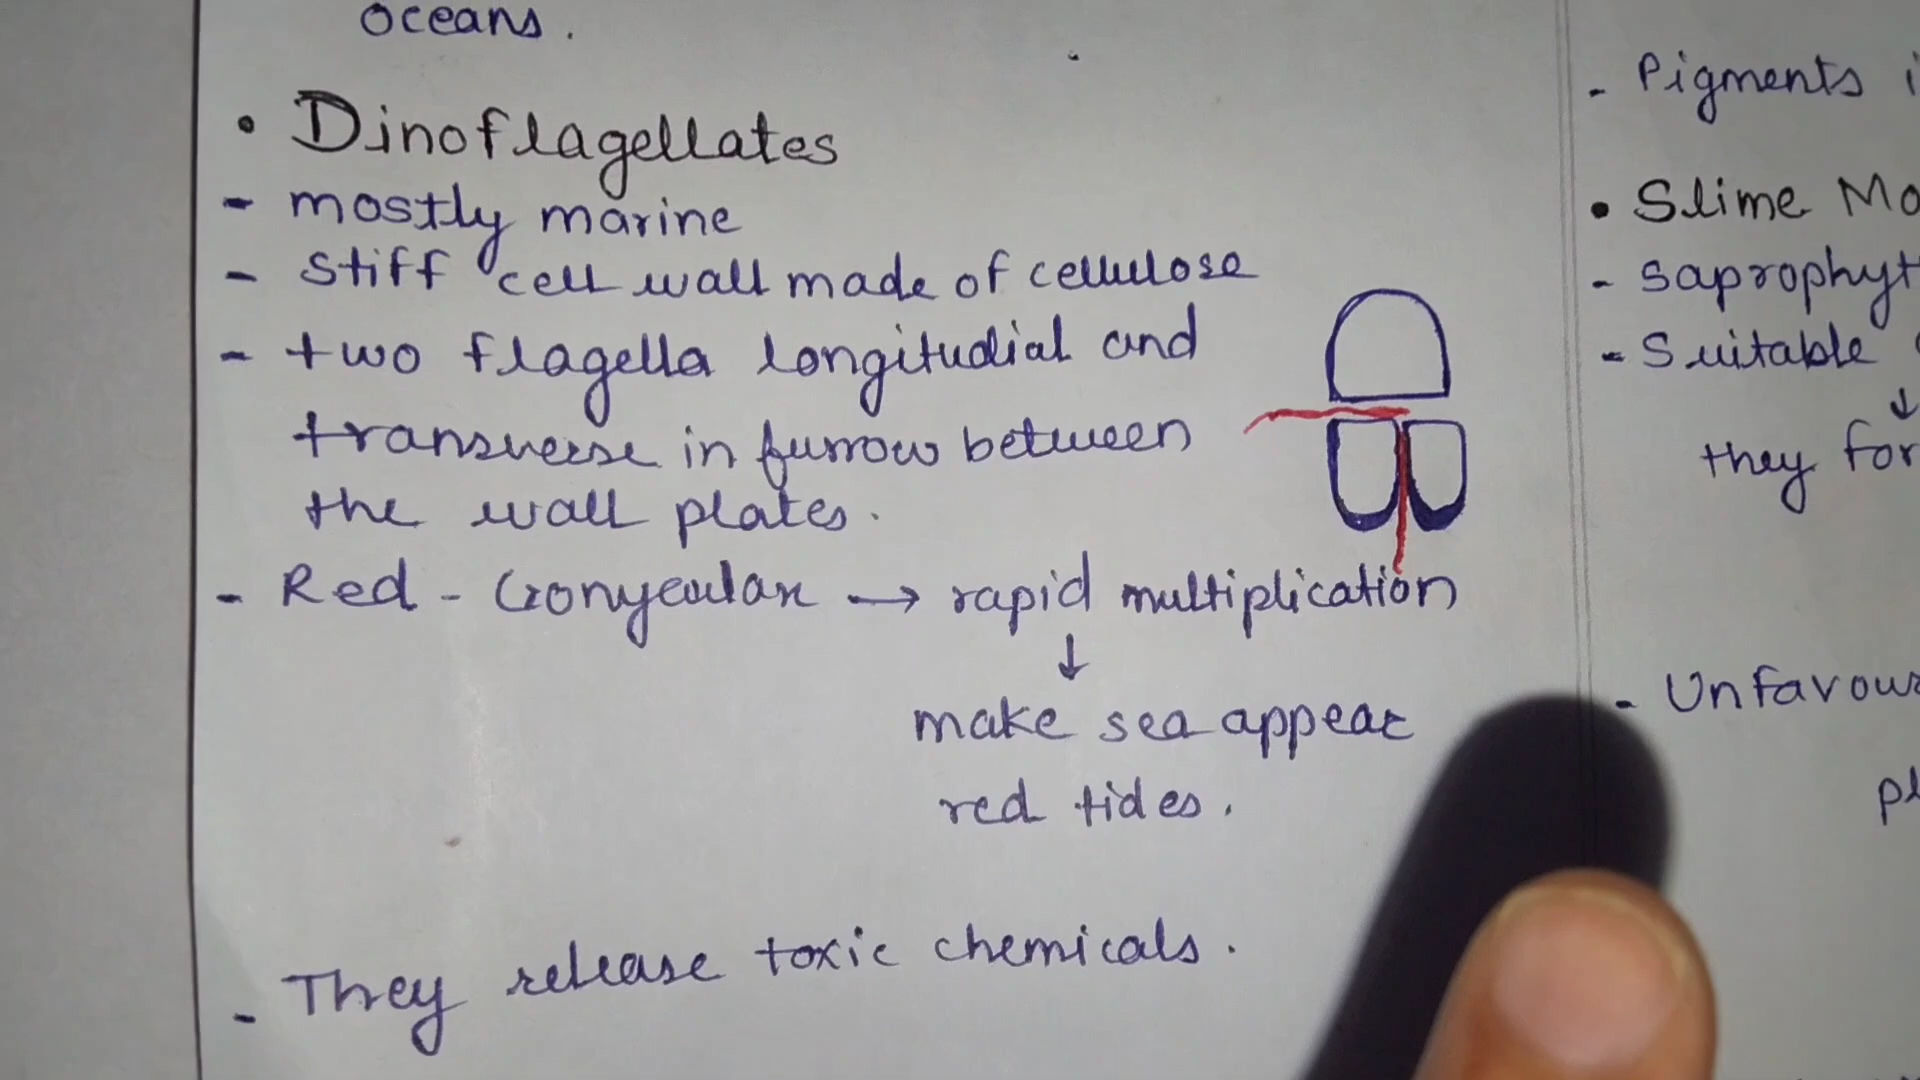 oceans.
• Dinoflagellates
- mostly marine
- stiff cell wall made of cellulose
- two flagella longitudial and
transverse in furrow between
the wall plates.
- Red - Gonyeulax → rapid multiplication
↓
make sea appear
red tides.
- They release toxic chemicals.
- Pigments i
• Slime Mo
- saprophyt
- Suitable
↓
they for
- Unfavour
pl